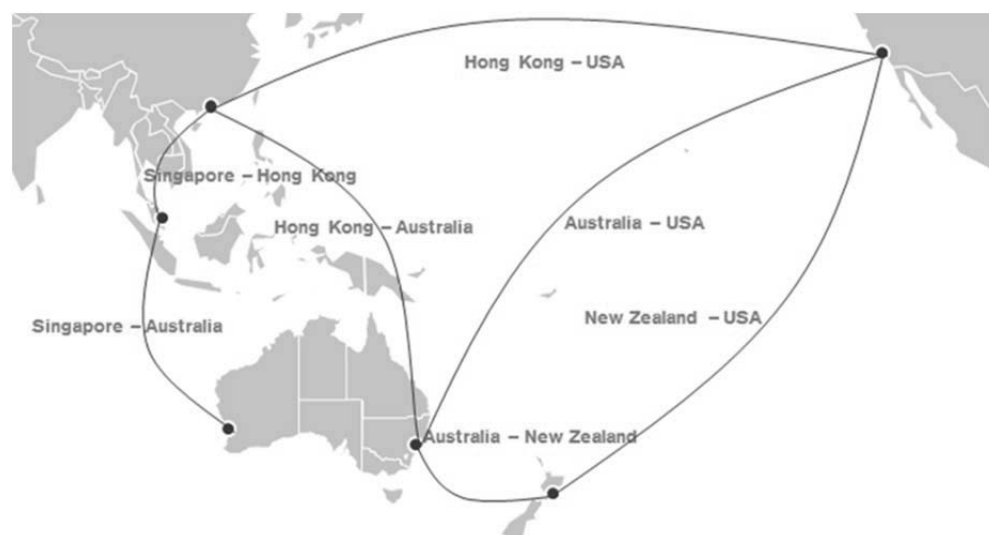 Hong Kong – USA
Singapore – Hong Kong
Hong Kong – Australia
Australia – USA
New Zealand – USA
Singapore – Australia
Australia – New Zealand